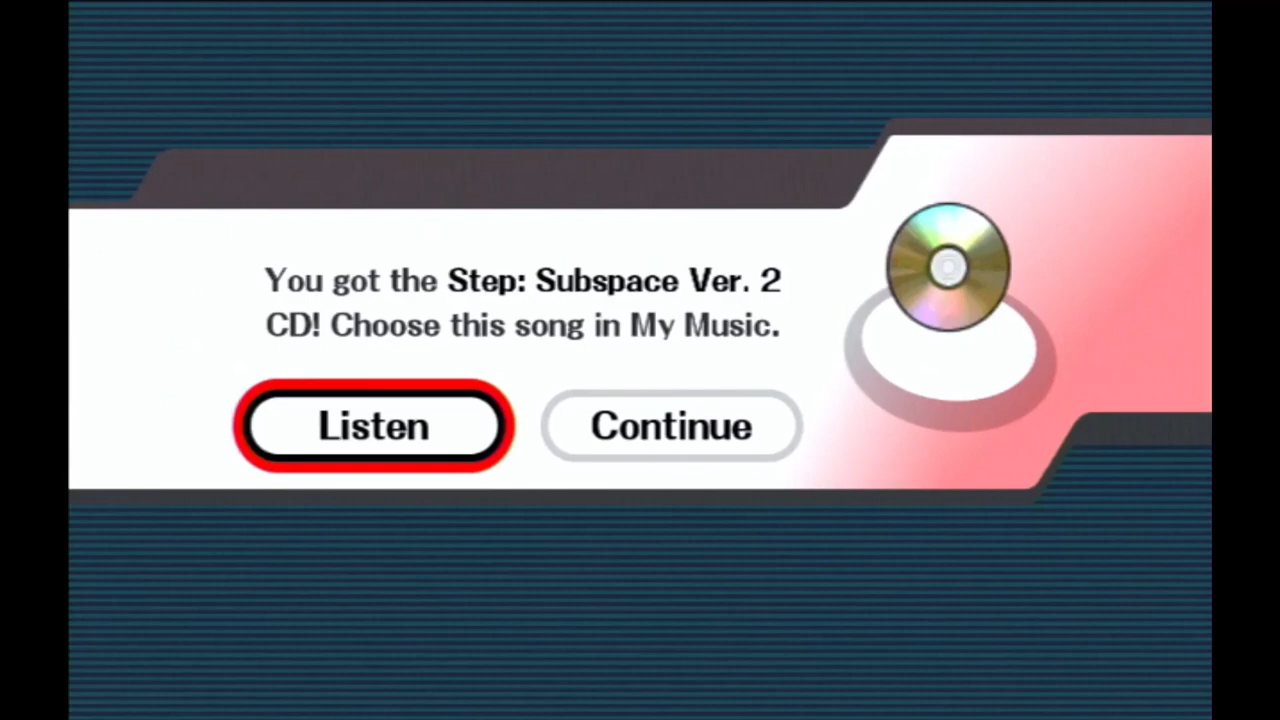 You got the Step: Subspace Ver. 2
CD! Choose this song in My Music.
Listen Continue